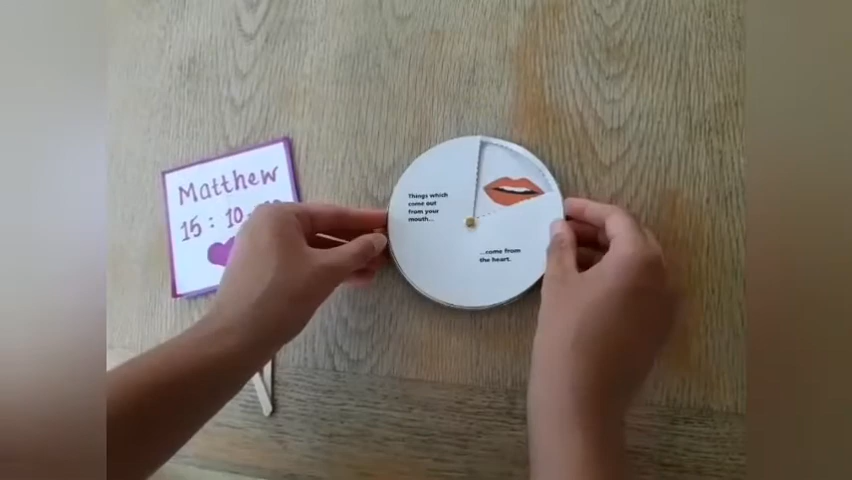 Matthew
15: 10-
Things which
come out
from your
mouth...
...come from
the heart.